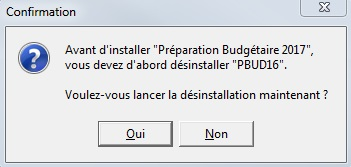 Confirmation
Avant d'installer "Préparation Budgétaire 2017",
vous devez d'abord désinstaller "PBUD16".
Voulez-vous lancer la désinstallation maintenant ?
Oui
Non